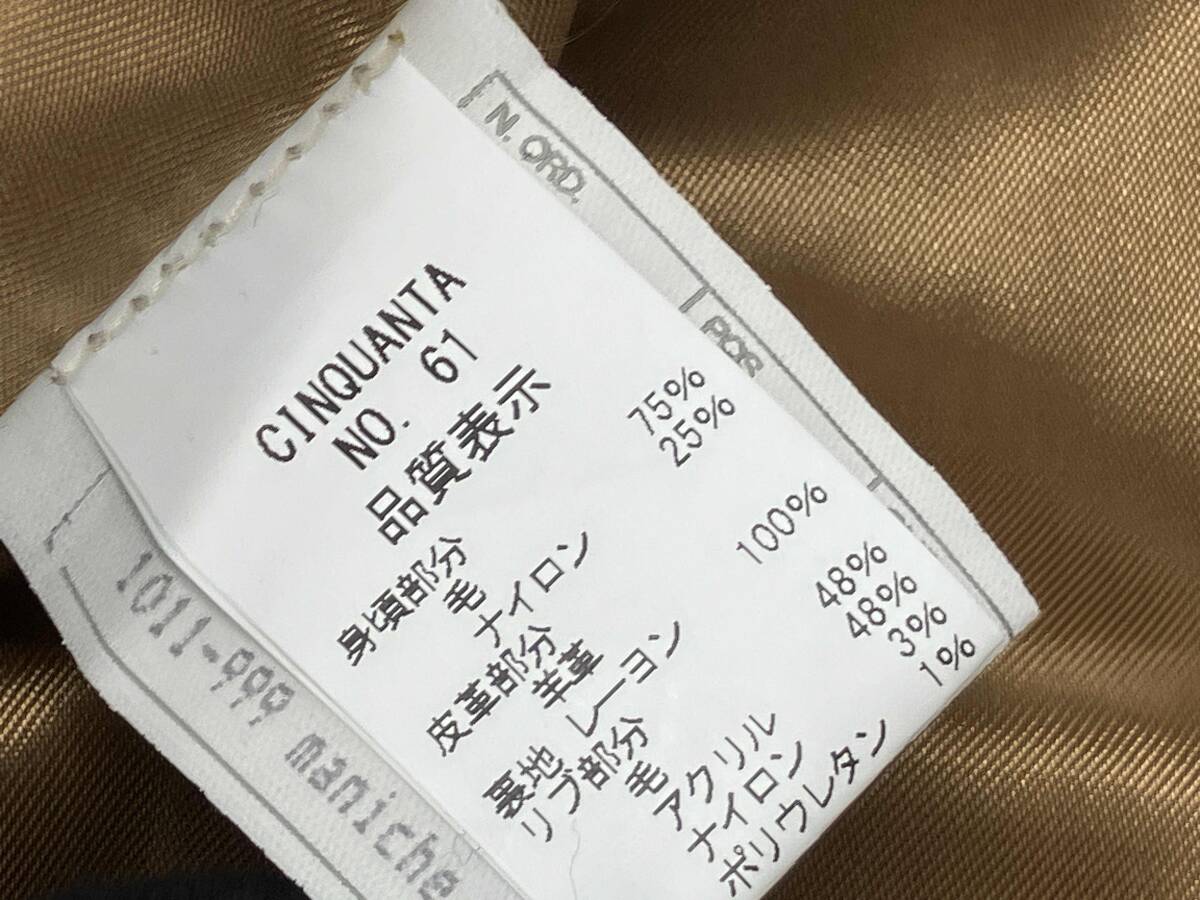 CINQUANTA
NO. 61
品質表示
身頃部分
毛 75%
ナイロン 25%
皮革部分
羊革
裏地 レーヨン 100%
リブ部分
毛 48%
アクリル 48%
ナイロン 3%
ポリウレタン 1%
N. ORD.
POS
1011-999 maniche